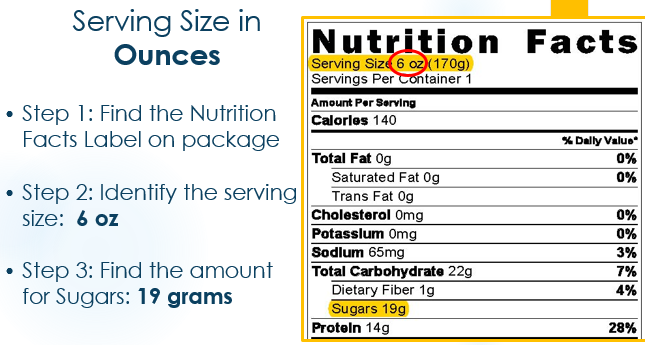 Serving Size in
Ounces
• Step 1: Find the Nutrition
Facts Label on package
• Step 2: Identify the serving
size: 6 oz
• Step 3: Find the amount
for Sugars: 19 grams
Nutrition Facts
Serving Size 6 oz (170g)
Servings Per Container 1
Amount Per Serving
Calories 140
% Daily Value*
Total Fat 0g 0%
Saturated Fat 0g 0%
Trans Fat 0g
Cholesterol 0mg 0%
Potassium 0mg 0%
Sodium 65mg 3%
Total Carbohydrate 22g 7%
Dietary Fiber 1g 4%
Sugars 19g
Protein 14g 28%